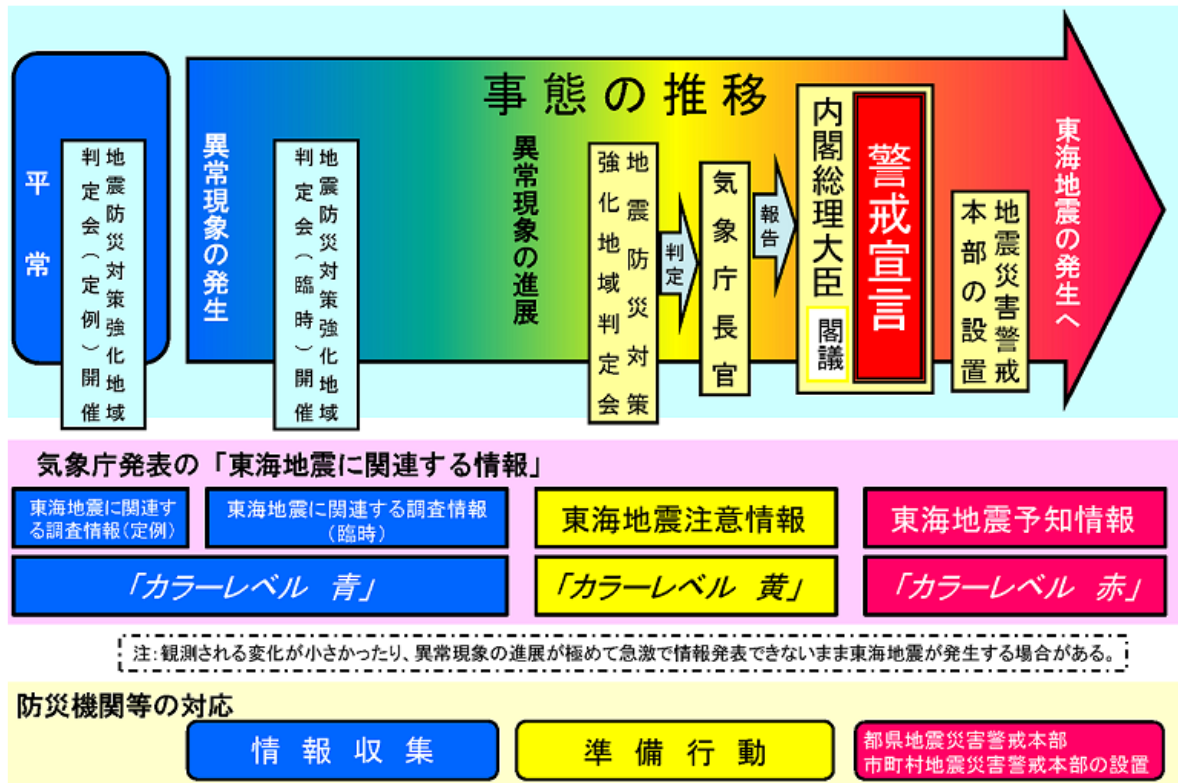 事態の推移
平常
地震防災対策強化地域
判定会(定例)開催
異常現象の発生
地震防災対策強化地域
判定会(臨時)開催
異常現象の進展
地震防災対策
強化地域判定会
判定
気象庁長官
報告
内閣総理大臣
閣議
警戒宣言
地震災害警戒
本部の設置
東海地震の発生へ
気象庁発表の「東海地震に関連する情報」
東海地震に関連す
る調査情報(定例)
東海地震に関連する調査情報
(臨時)
東海地震注意情報
東海地震予知情報
「カラーレベル 青」
「カラーレベル 黄」
「カラーレベル 赤」
注:観測される変化が小さかったり、異常現象の進展が極めて急激で情報発表できないまま東海地震が発生する場合がある。
防災機関等の対応
情報収集
準備行動
都県地震災害警戒本部
市町村地震災害警戒本部の設置